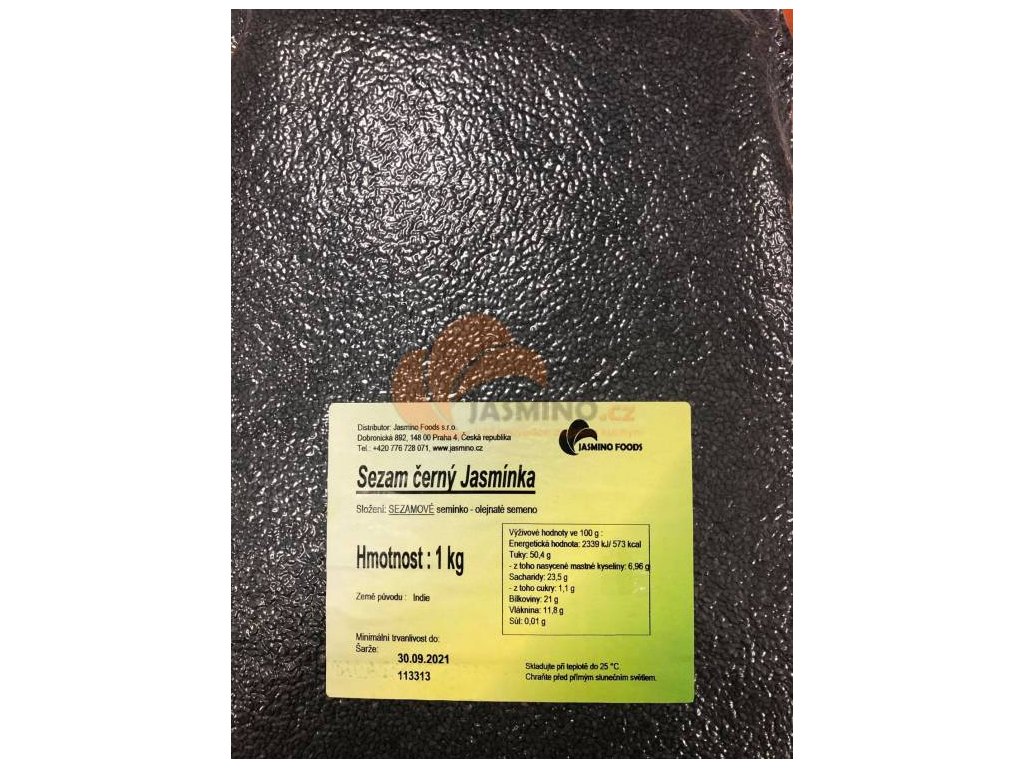 JASMINO.cz
Distributor: Jasmino Foods s.r.o.
Dobronická 892, 148 00 Praha 4, Česká republika
Tel.: +420 776 728 071, www.jasmino.cz
JASMINO FOODS
Sezam černý Jasmínka
Složení: SEZAMOVÉ semínko - olejnaté semeno
Hmotnost : 1 kg
Země původu : Indie
Výživové hodnoty ve 100 g :
Energetická hodnota: 2339 kJ/ 573 kcal
Tuky: 50,4 g
- z toho nasycené mastné kyseliny: 6,96 g
Sacharidy: 23,5 g
- z toho cukry: 1,1 g
Bílkoviny: 21 g
Vláknina: 11,8 g
Sůl: 0,01 g
Minimální trvanlivost do:
Šarže:
30.09.2021
113313
Skladujte při teplotě do 25 °C.
Chraňte před přímým slunečním světlem.